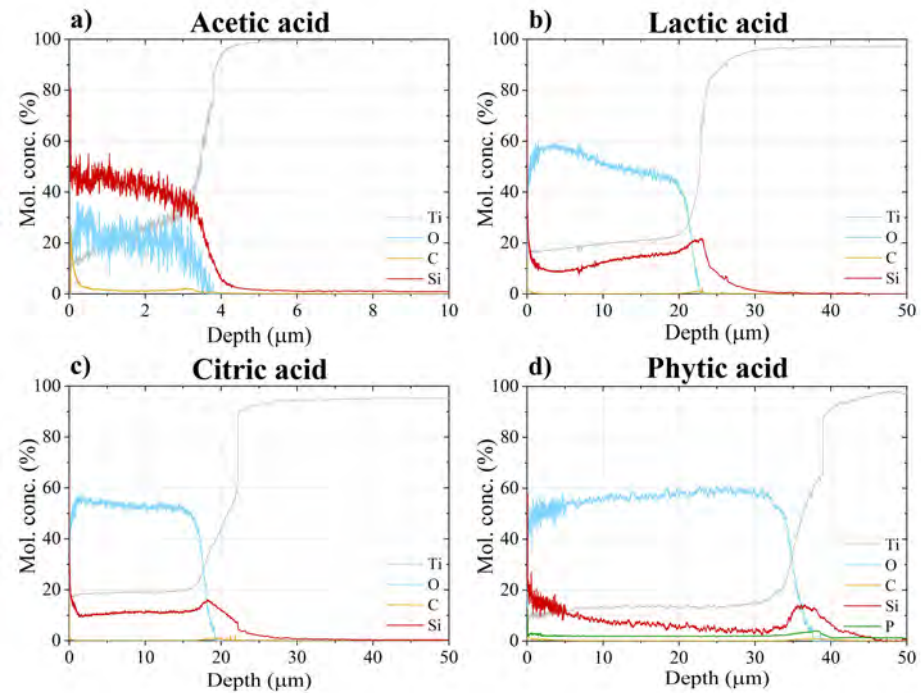 a) Acetic acid
Mol. conc. (%)
100
80
60
40
20
0
Ti
O
C
Si
0 2 4 6 8 10
Depth (μm)
b) Lactic acid
Mol. conc. (%)
100
80
60
40
20
0
Ti
O
C
Si
0 10 20 30 40 50
Depth (μm)
c) Citric acid
Mol. conc. (%)
100
80
60
40
20
0
Ti
O
C
Si
0 10 20 30 40 50
Depth (μm)
d) Phytic acid
Mol. conc. (%)
100
80
60
40
20
0
Ti
O
C
Si
P
0 10 20 30 40 50
Depth (μm)